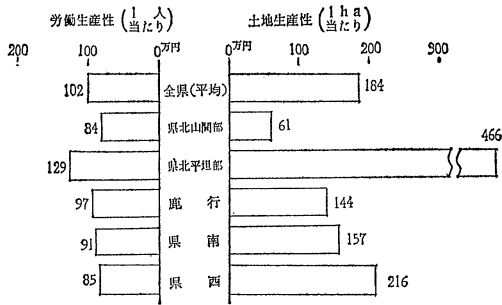 労働生産性(1人当たり) 土地生産性(1ha当たり)
200 100 0万円 0万円 100 200 500
102 全県(平均) 184
84 県北山間部 61
129 県北平坦部 466
97 鹿行 144
91 県南 157
85 県西 216